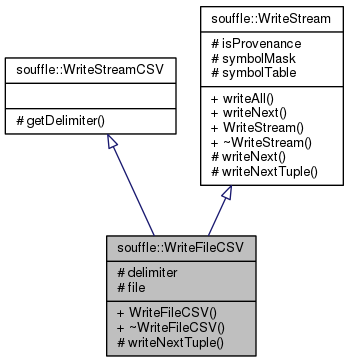 souffle::WriteStream
# isProvenance
# symbolMask
# symbolTable
+ writeAll()
+ writeNext()
+ WriteStream()
+ ~WriteStream()
# writeNext()
# writeNextTuple()
souffle::WriteStreamCSV
# getDelimiter()
souffle::WriteFileCSV
# delimiter
# file
+ WriteFileCSV()
+ ~WriteFileCSV()
# writeNextTuple()